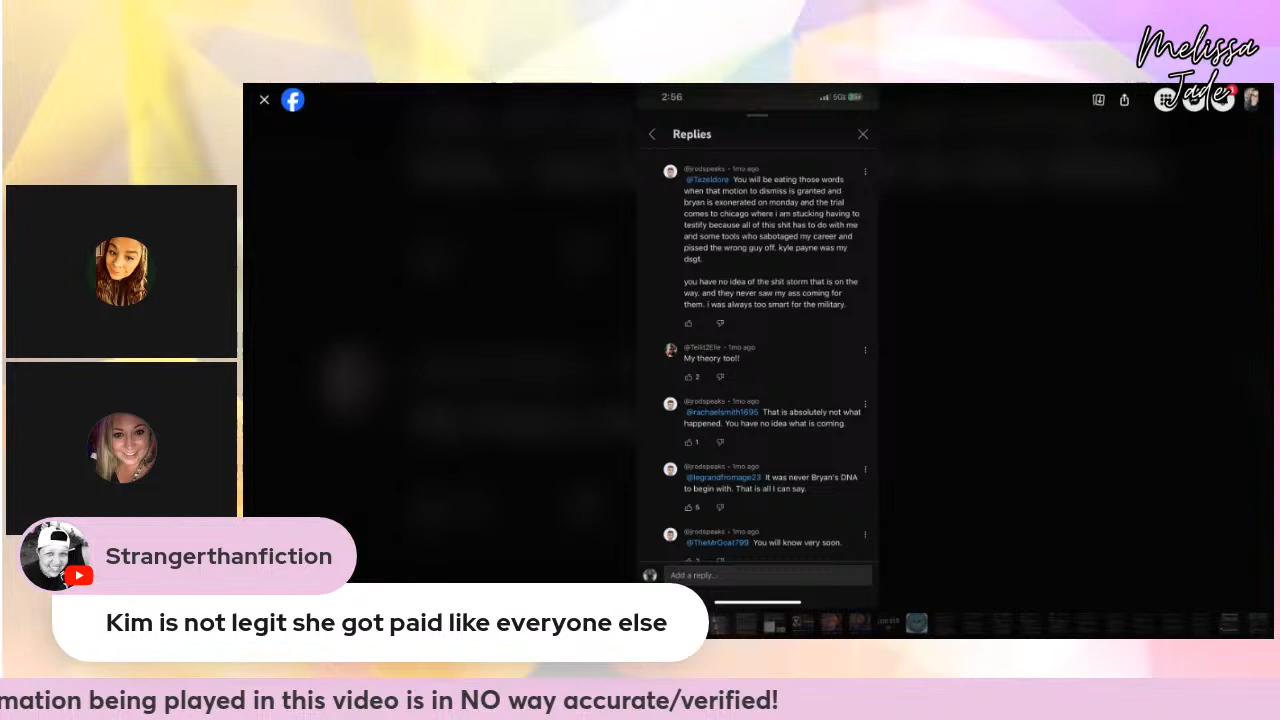 Melissa
Jade
2:56
5G
Replies
@jrodspeaks · 1mo ago
@Tazeldore You will be eating those words
when that motion to dismiss is granted and
bryan is exonerated on monday and the trial
comes to chicago where i am stucking having to
testify because all of this shit has to do with me
and some tools who sabotaged my career and
pissed the wrong guy off. kyle payne was my
dsgt.
you have no idea of the shit storm that is on the
way. and they never saw my ass coming for
them. i was always too smart for the military.
@Tellit2Elle · 1mo ago
My theory too!!
2
@jrodspeaks · 1mo ago
@rachaelsmith1695 That is absolutely not what
happened. You have no idea what is coming.
1
@jrodspeaks · 1mo ago
@legrandfromage23 It was never Bryan's DNA
to begin with. That is all I can say.
5
@jrodspeaks · 1mo ago
@TheMrGoat799 You will know very soon.
Add a reply...
Strangerthanfiction
Kim is not legit she got paid like everyone else
mation being played in this video is in NO way accurate/verified!